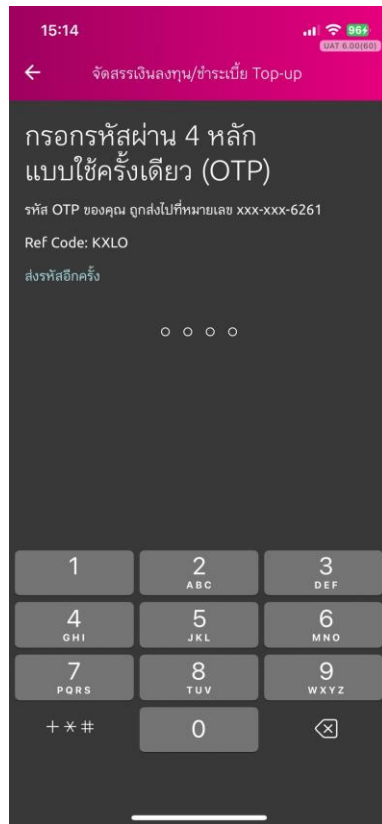 15:14
96
UAT 6.00(60)
จัดสรรเงินลงทุน/ชำระเบี้ย Top-up
กรอกรหัสผ่าน 4 หลัก
แบบใช้ครั้งเดียว (OTP)
รหัส OTP ของคุณ ถูกส่งไปที่หมายเลข xxx-xxx-6261
Ref Code: KXLO
ส่งรหัสอีกครั้ง
1
2
ABC
3
DEF
4
GHI
5
JKL
6
MNO
7
PQRS
8
TUV
9
WXYZ
+*#
0